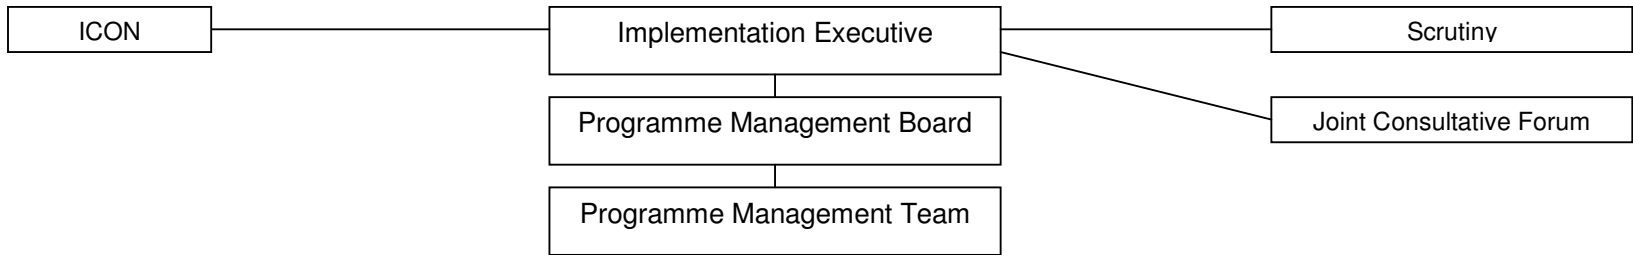 ICON
Implementation Executive
Scrutiny
Programme Management Board
Joint Consultative Forum
Programme Management Team